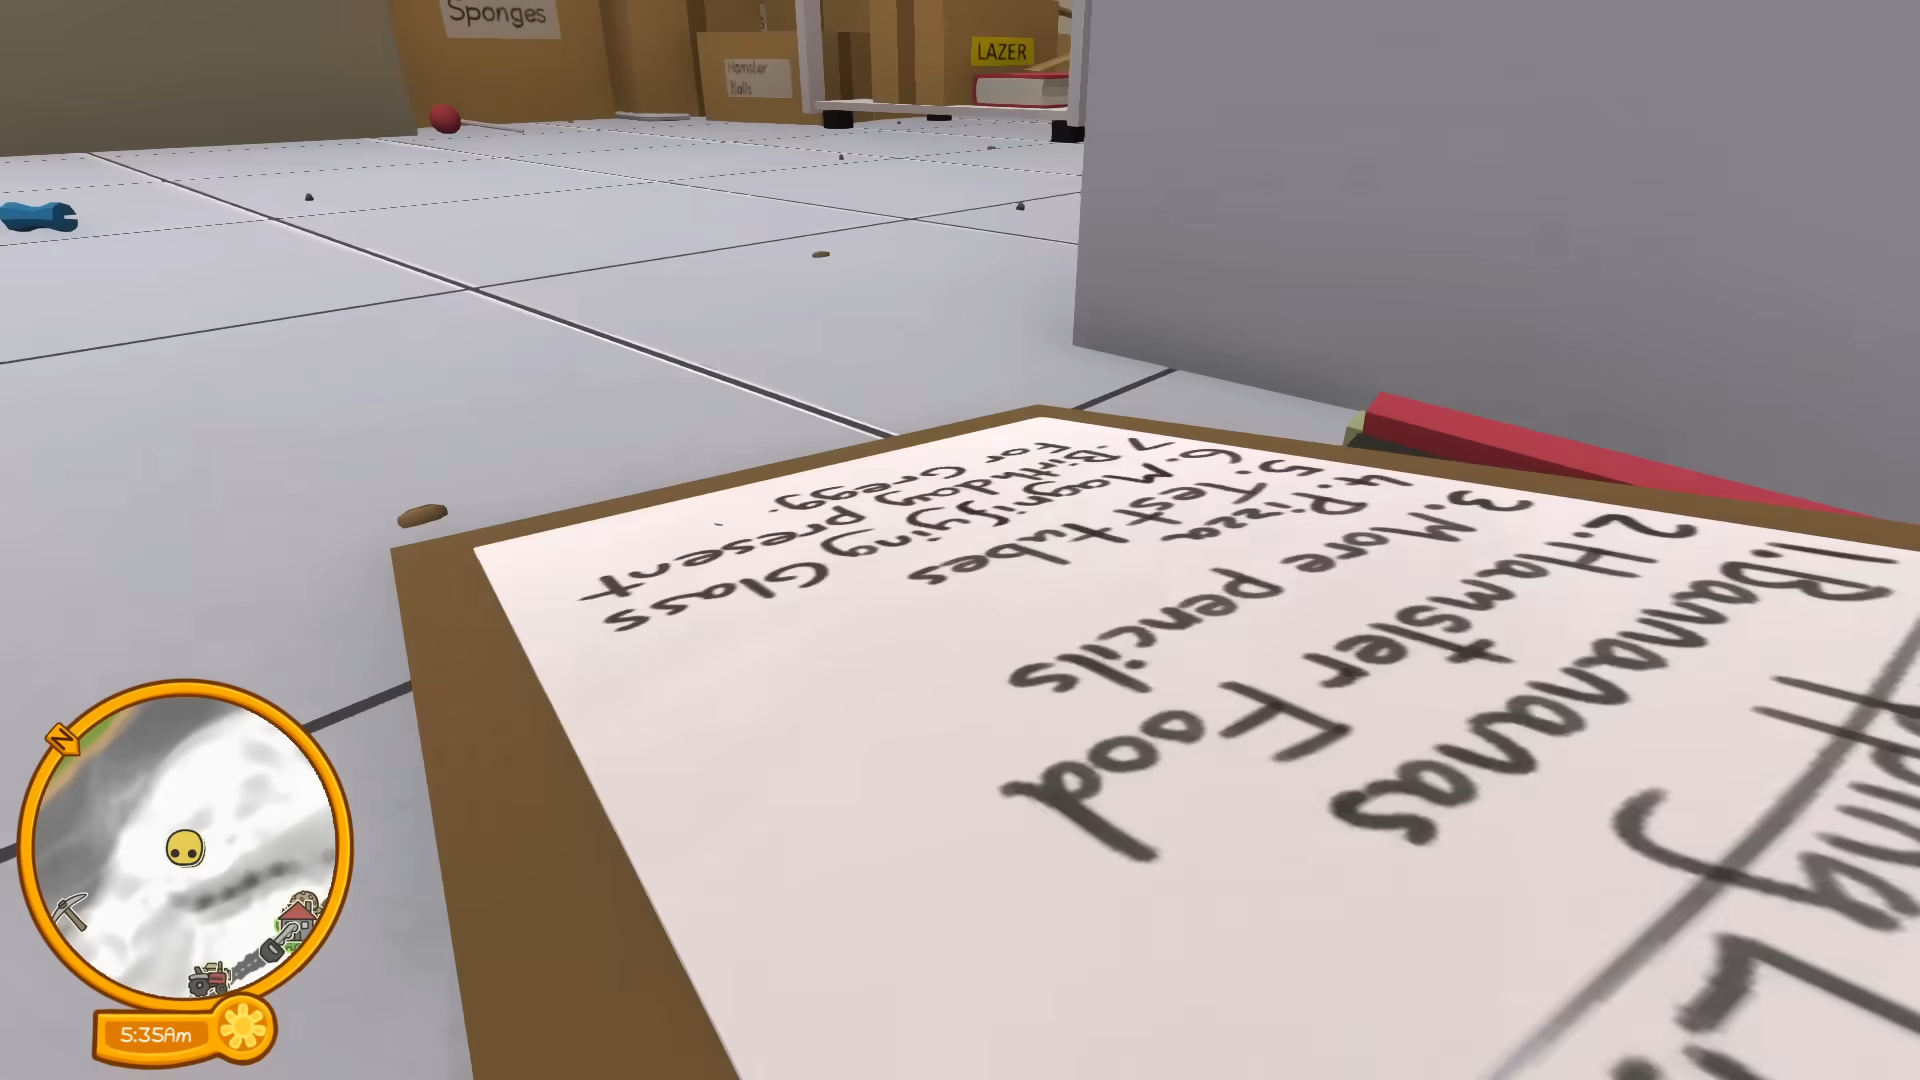 Sponges
Hamster
Balls
LAZER
1. Bananas
2. Hamster Food
3. More pencils
4. Pizza
5. Test tubes
6. Magnifying Glass
7. Birthday present
For Gregg.
N
5:35Am